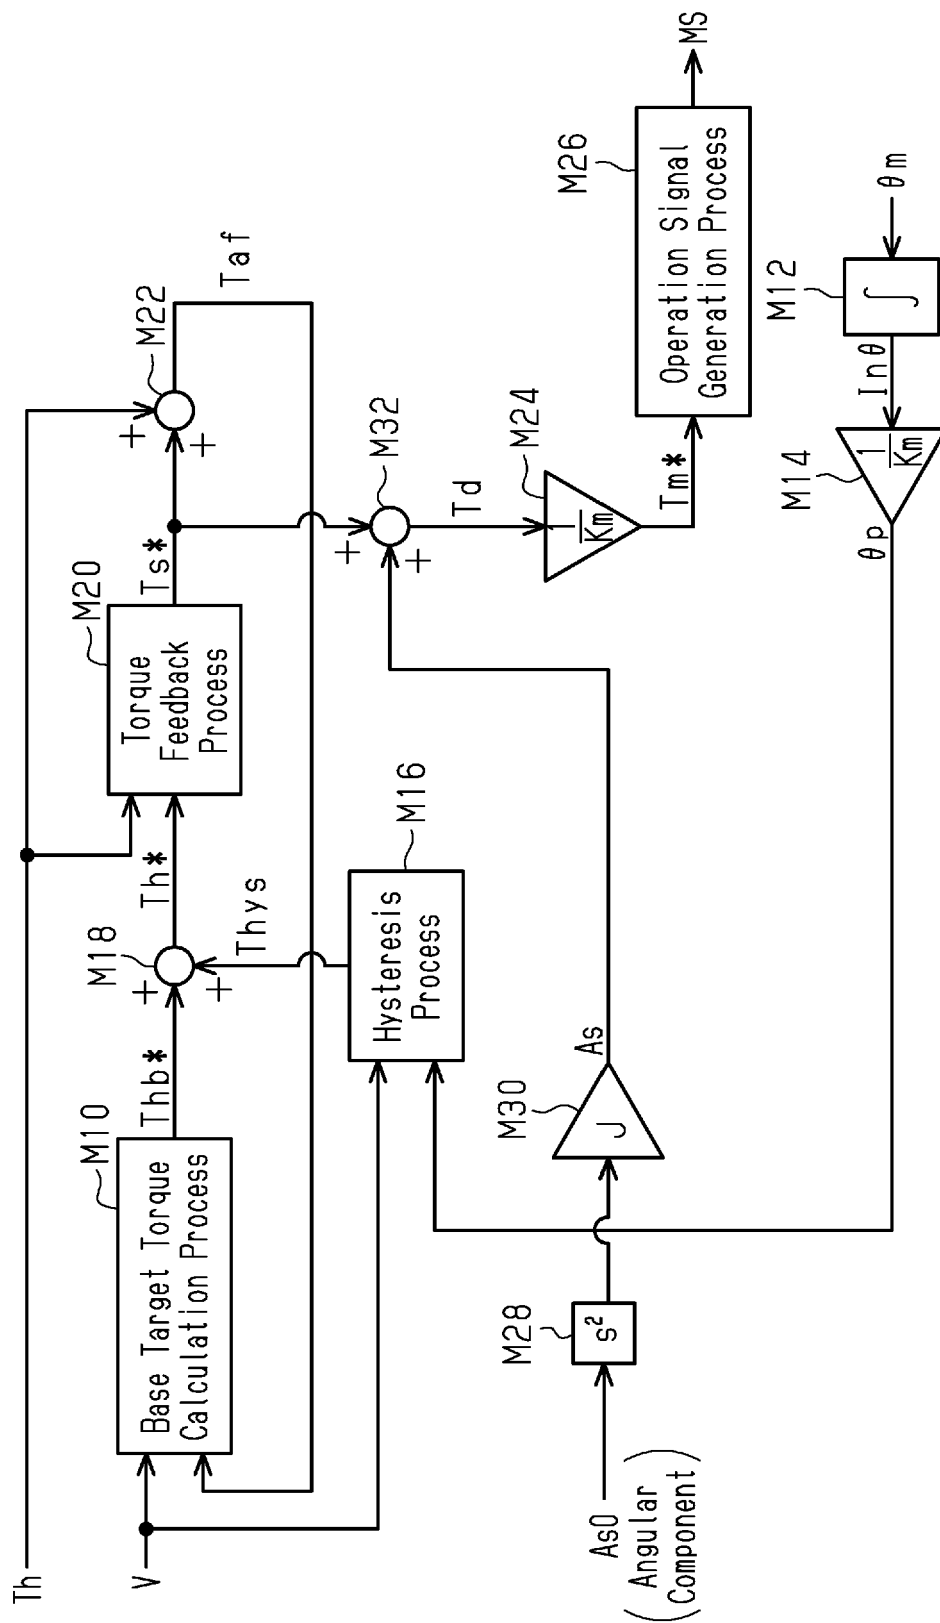 Th
V
M10
Base Target Torque
Calculation Process
Thb*
M18
+
+
Th*
M20
Torque
Feedback
Process
Ts*
M22
+
+
Taf
Thys
M16
Hysteresis
Process
M32
+
+
Td
M24
1
Km
Tm*
M26
Operation Signal
Generation Process
MS
As0
(Angular
Component)
M28
s²
M30
J
As
θm
M12
∫
Inθ
M14
1
Km
θp